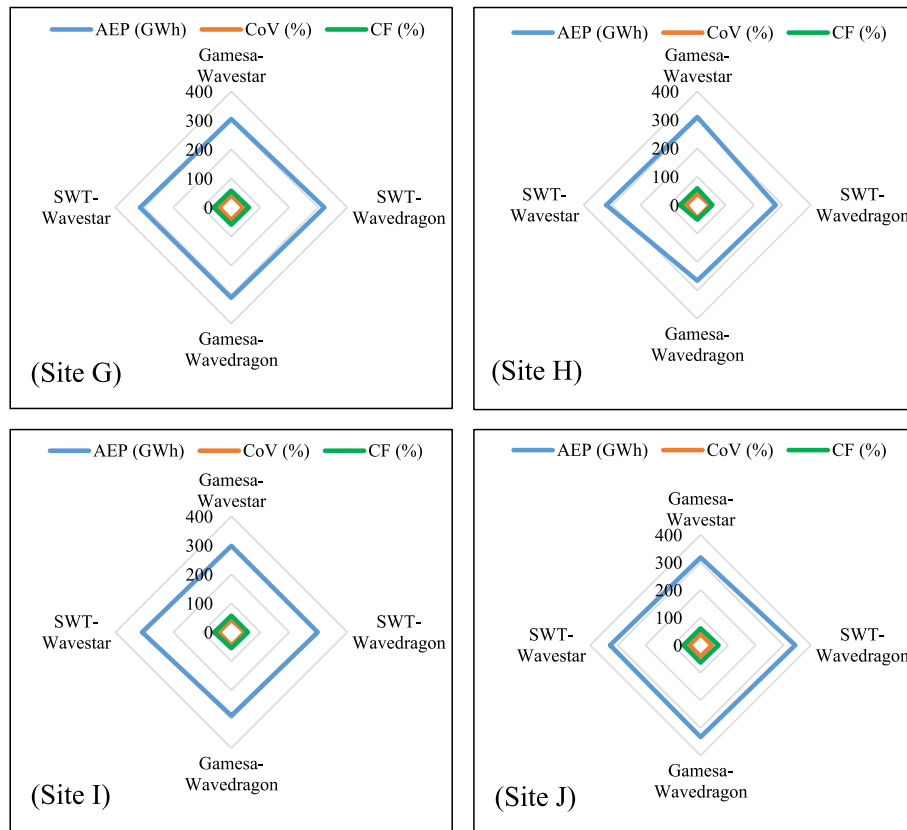 AEP (GWh) CoV (%) CF (%)
Gamesa-
Wavestar
400
300
200
100
0
SWT-
Wavestar
SWT-
Wavedragon
Gamesa-
Wavedragon
(Site G)
AEP (GWh) CoV (%) CF (%)
Gamesa-
Wavestar
400
300
200
100
0
SWT-
Wavestar
SWT-
Wavedragon
Gamesa-
Wavedragon
(Site H)
AEP (GWh) CoV (%) CF (%)
Gamesa-
Wavestar
400
300
200
100
0
SWT-
Wavestar
SWT-
Wavedragon
Gamesa-
Wavedragon
(Site I)
AEP (GWh) CoV (%) CF (%)
Gamesa-
Wavestar
400
300
200
100
0
SWT-
Wavestar
SWT-
Wavedragon
Gamesa-
Wavedragon
(Site J)